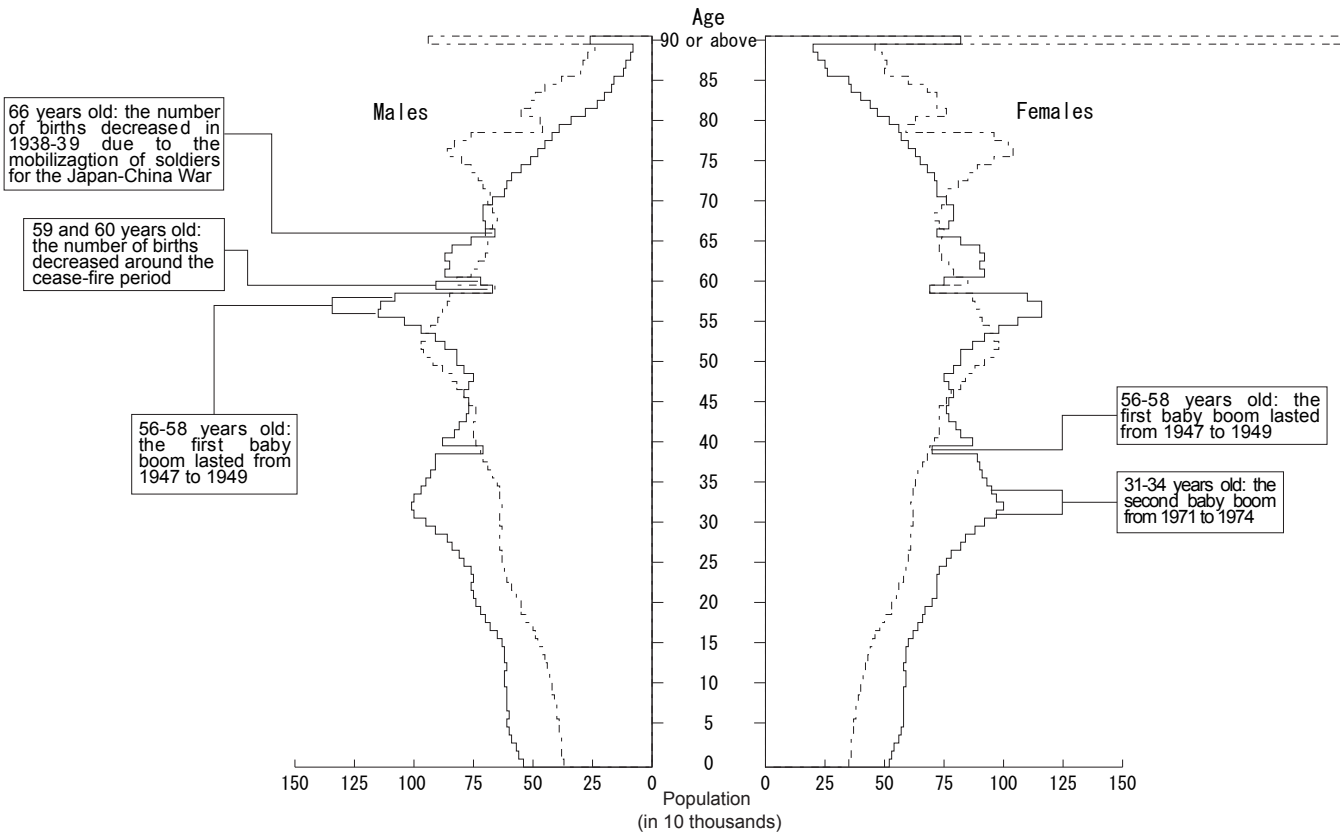 Age
90 or above
85
80
75
70
65
60
55
50
45
40
35
30
25
20
15
10
5
0
Males
Females
66 years old: the number
of births decreased in
1938-39 due to the
mobilizagtion of soldiers
for the Japan-China War
59 and 60 years old:
the number of births
decreased around the
cease-fire period
56-58 years old:
the first baby
boom lasted from
1947 to 1949
56-58 years old: the
first baby boom lasted
from 1947 to 1949
31-34 years old: the
second baby boom
from 1971 to 1974
150 125 100 75 50 25 0
0 25 50 75 100 125 150
Population
(in 10 thousands)